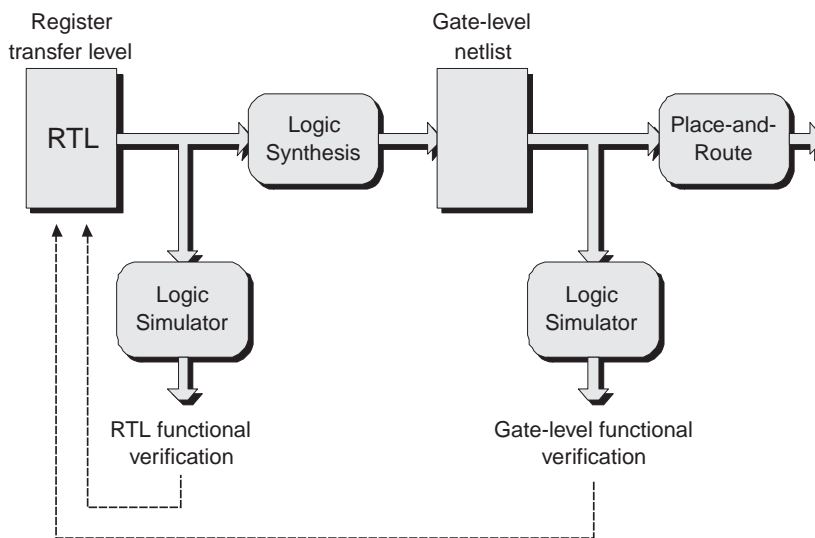 Register
transfer level
RTL
Logic
Synthesis
Gate-level
netlist
Place-and-
Route
Logic
Simulator
Logic
Simulator
RTL functional
verification
Gate-level functional
verification